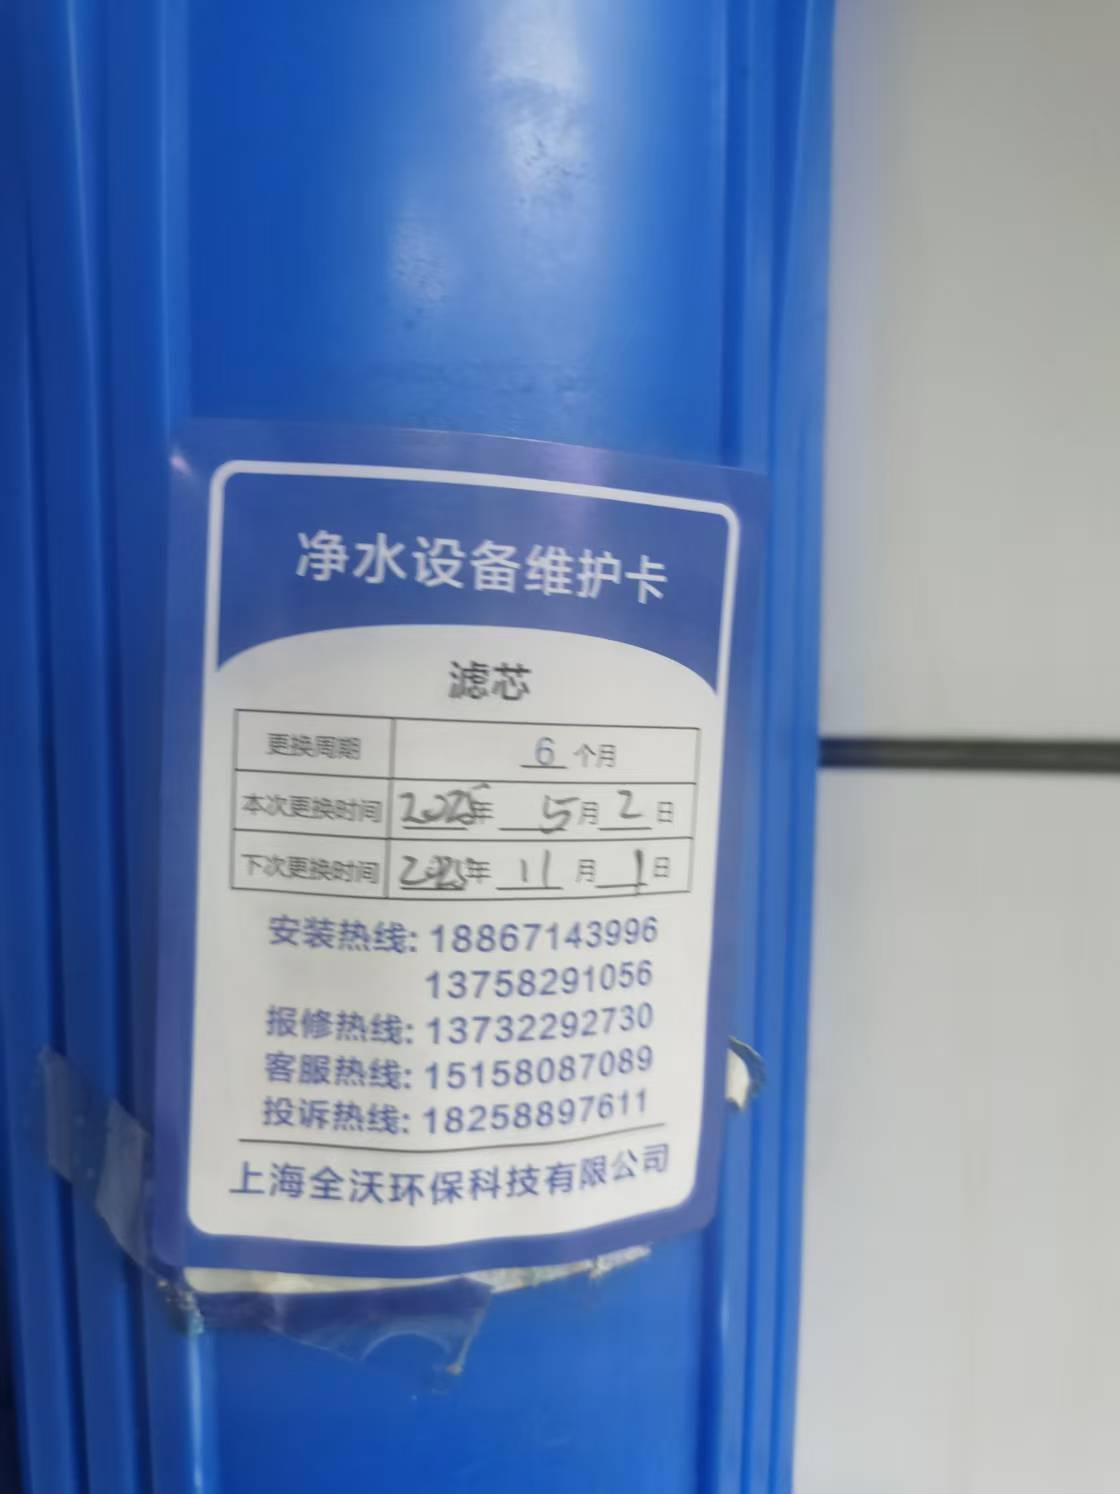 净水设备维护卡
滤芯
更换周期 6 个月
本次更换时间 2025年 5月 2日
下次更换时间 2025年 11月 1日
安装热线: 18867143996
13758291056
报修热线: 13732292730
客服热线: 15158087089
投诉热线: 18258897611
上海全沃环保科技有限公司